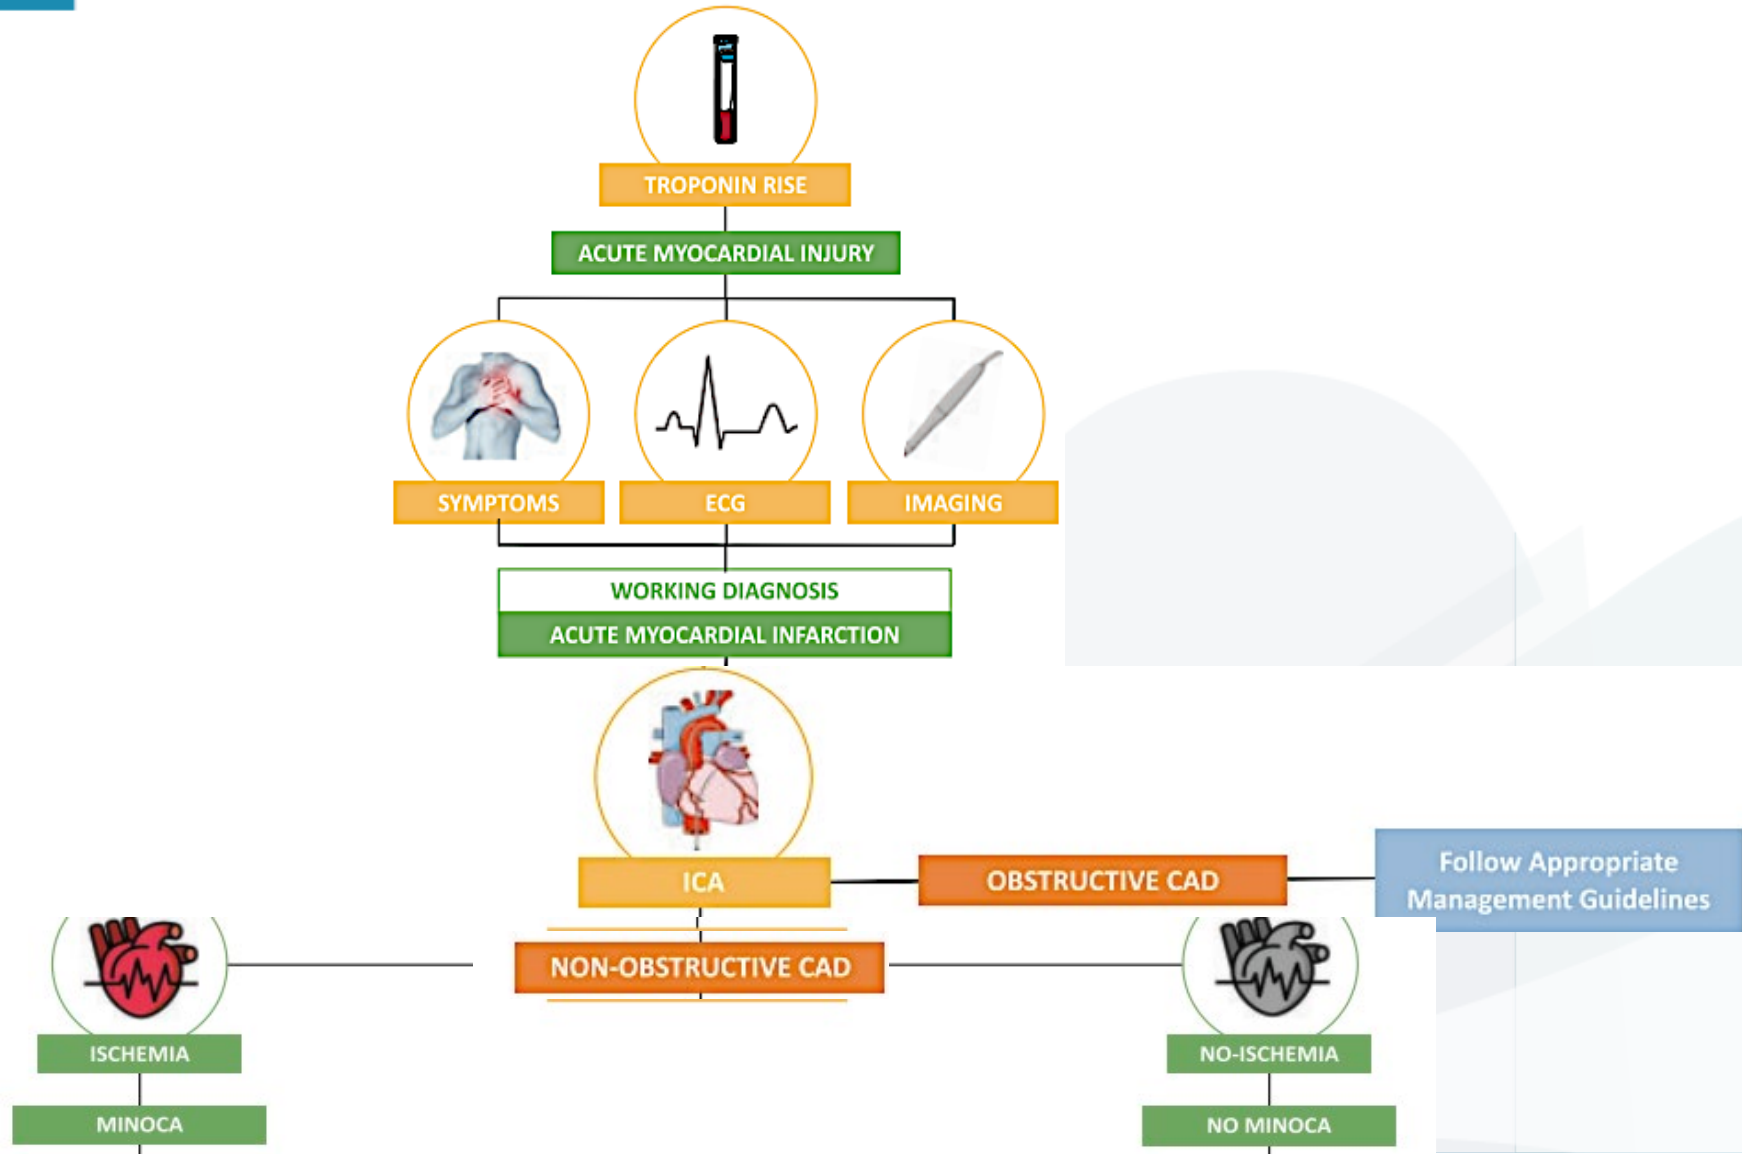 TROPONIN RISE
ACUTE MYOCARDIAL INJURY
SYMPTOMS
ECG
IMAGING
WORKING DIAGNOSIS
ACUTE MYOCARDIAL INFARCTION
ICA
OBSTRUCTIVE CAD
Follow Appropriate
Management Guidelines
NON-OBSTRUCTIVE CAD
ISCHEMIA
NO-ISCHEMIA
MINOCA
NO MINOCA